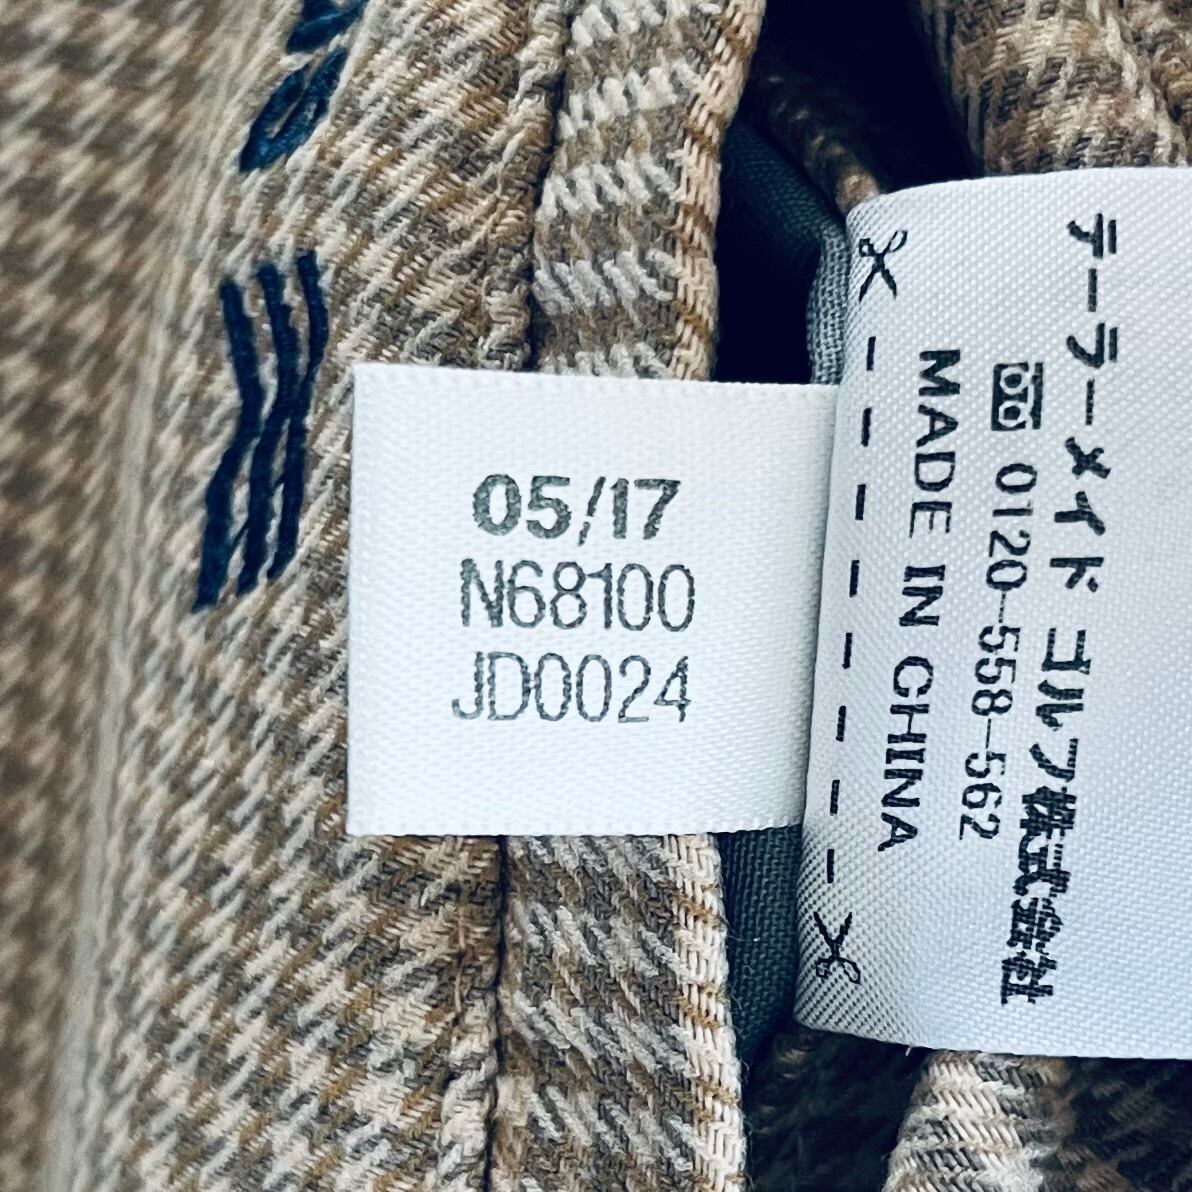 05/17
N68100
JD0024
テーラーメイド ゴルフ株式会社
0120-558-562
MADE IN CHINA